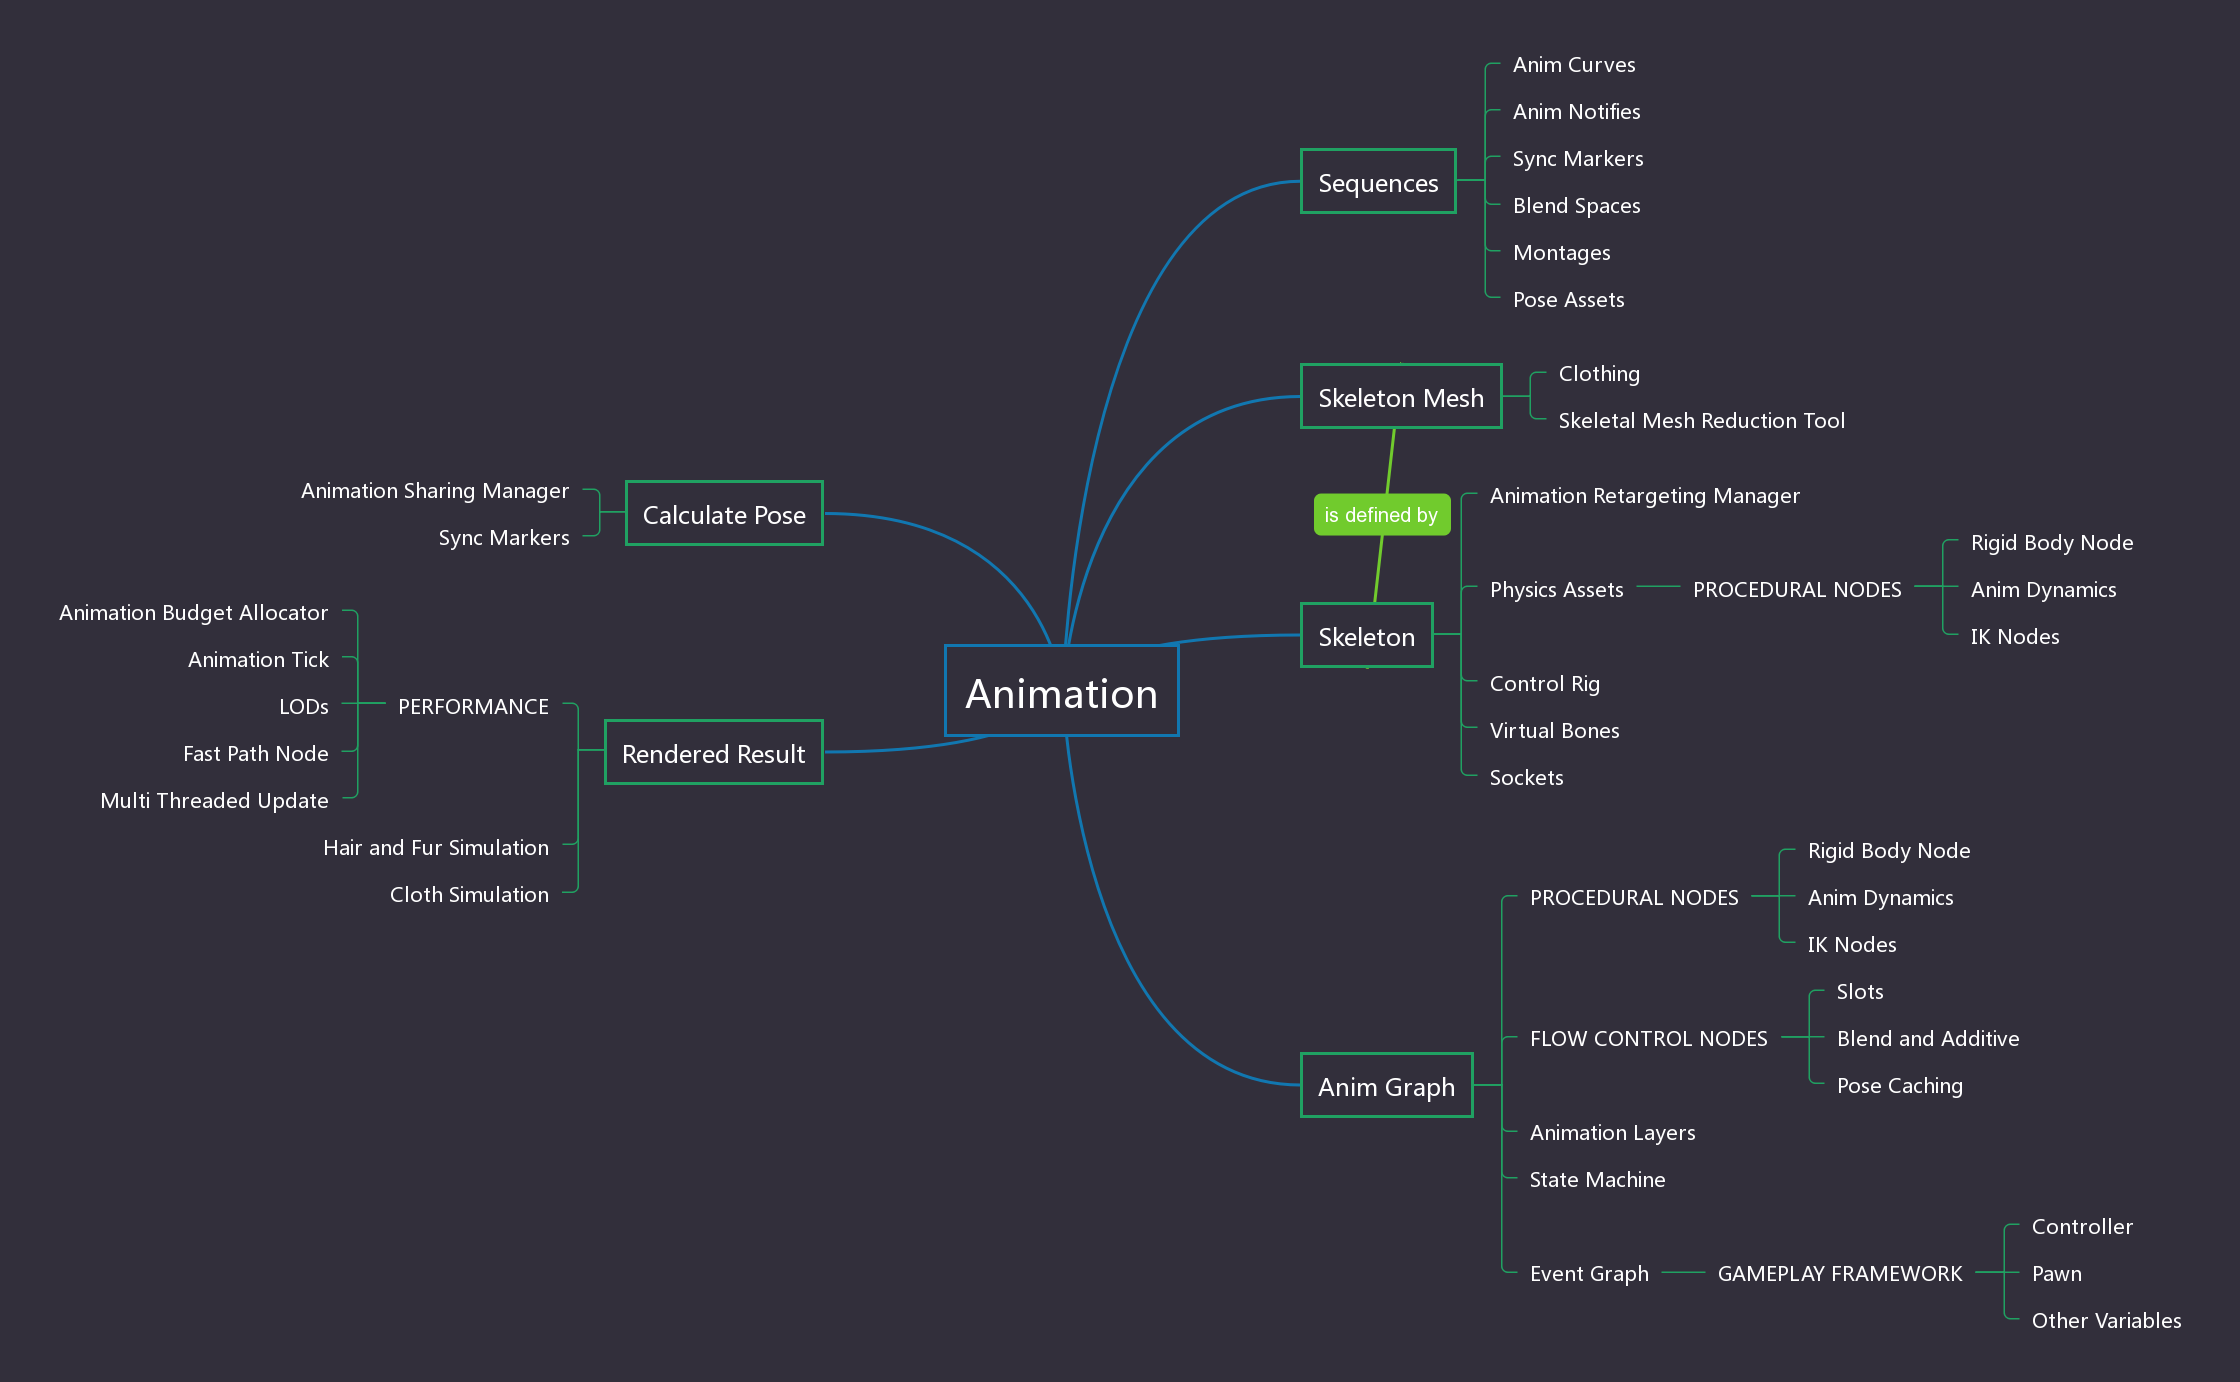 Animation
Sequences
Anim Curves
Anim Notifies
Sync Markers
Blend Spaces
Montages
Pose Assets
Skeleton Mesh
Clothing
Skeletal Mesh Reduction Tool
is defined by
Skeleton
Animation Retargeting Manager
Physics Assets
PROCEDURAL NODES
Rigid Body Node
Anim Dynamics
IK Nodes
Control Rig
Virtual Bones
Sockets
Anim Graph
PROCEDURAL NODES
Rigid Body Node
Anim Dynamics
IK Nodes
FLOW CONTROL NODES
Slots
Blend and Additive
Pose Caching
Animation Layers
State Machine
Event Graph
GAMEPLAY FRAMEWORK
Controller
Pawn
Other Variables
Calculate Pose
Animation Sharing Manager
Sync Markers
Rendered Result
PERFORMANCE
Animation Budget Allocator
Animation Tick
LODs
Fast Path Node
Multi Threaded Update
Hair and Fur Simulation
Cloth Simulation